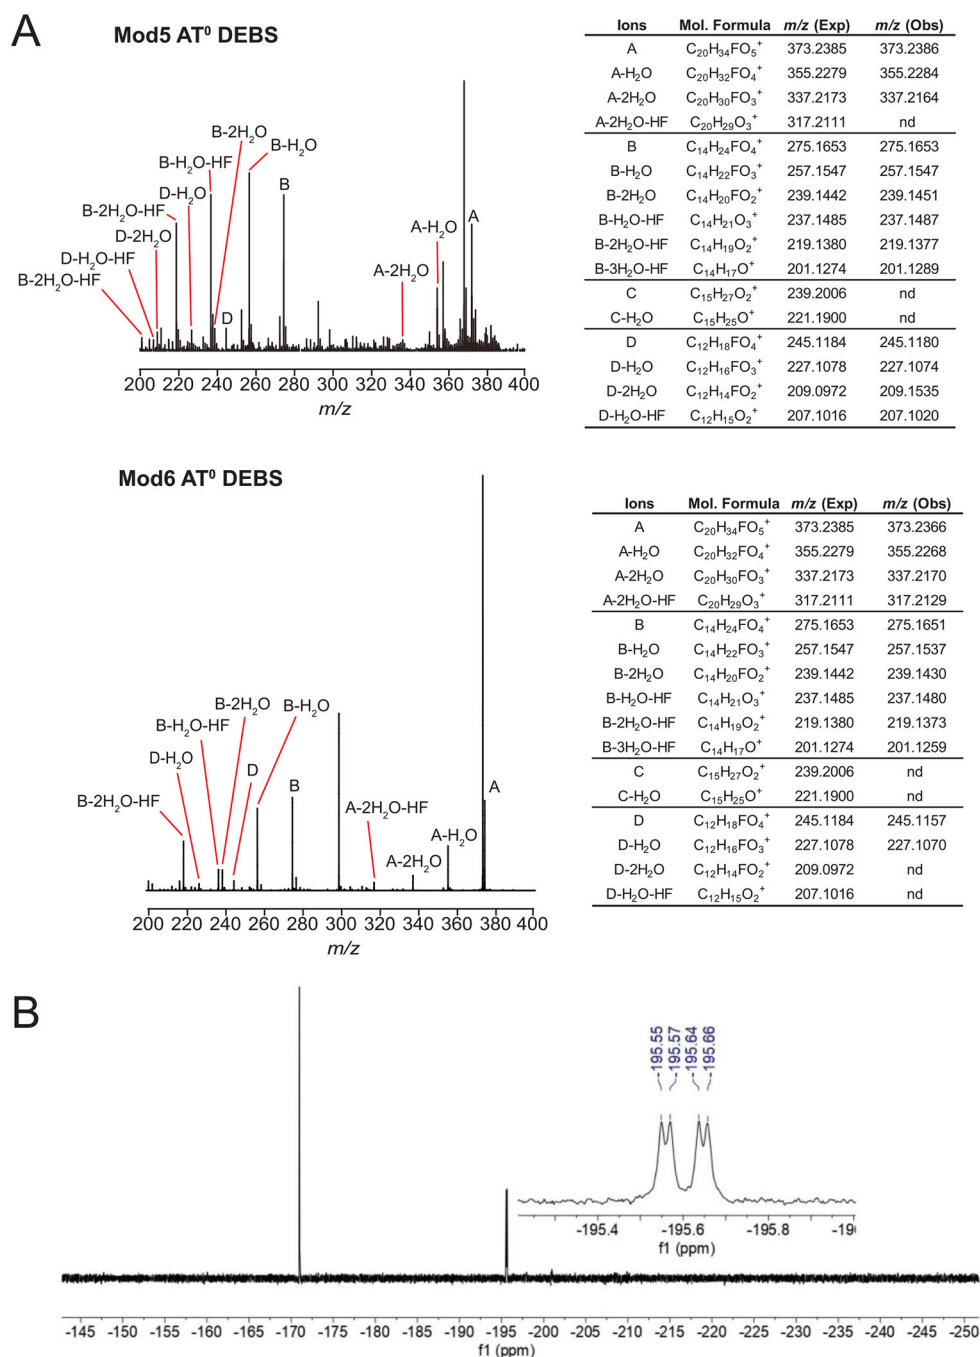 A
Mod5 AT⁰ DEBS
B-2H₂O
B-H₂O
B-H₂O-HF
D-H₂O
B
B-2H₂O-HF
D-2H₂O
A-H₂O
A
D-H₂O-HF
A-2H₂O
B-2H₂O-HF
D
200 220 240 260 280 300 320 340 360 380 400
m/z
Ions Mol. Formula m/z (Exp) m/z (Obs)
A C₂₀H₃₄FO₅⁺ 373.2385 373.2386
A-H₂O C₂₀H₃₂FO₄⁺ 355.2279 355.2284
A-2H₂O C₂₀H₃₀FO₃⁺ 337.2173 337.2164
A-2H₂O-HF C₂₀H₂₉O₃⁺ 317.2111 nd
B C₁₄H₂₄FO₄⁺ 275.1653 275.1653
B-H₂O C₁₄H₂₂FO₃⁺ 257.1547 257.1547
B-2H₂O C₁₄H₂₀FO₂⁺ 239.1442 239.1451
B-H₂O-HF C₁₄H₂₁O₃⁺ 237.1485 237.1487
B-2H₂O-HF C₁₄H₁₉O₂⁺ 219.1380 219.1377
B-3H₂O-HF C₁₄H₁₇O⁺ 201.1274 201.1289
C C₁₅H₂₇O₂⁺ 239.2006 nd
C-H₂O C₁₅H₂₅O⁺ 221.1900 nd
D C₁₂H₁₈FO₄⁺ 245.1184 245.1180
D-H₂O C₁₂H₁₆FO₃⁺ 227.1078 227.1074
D-2H₂O C₁₂H₁₄FO₂⁺ 209.0972 209.1535
D-H₂O-HF C₁₂H₁₅O₂⁺ 207.1016 207.1020
Mod6 AT⁰ DEBS
B-2H₂O
B-H₂O
B-H₂O-HF
D-H₂O
D
B
A
B-2H₂O-HF
A-2H₂O-HF
A-H₂O
A-2H₂O
200 220 240 260 280 300 320 340 360 380 400
m/z
Ions Mol. Formula m/z (Exp) m/z (Obs)
A C₂₀H₃₄FO₅⁺ 373.2385 373.2366
A-H₂O C₂₀H₃₂FO₄⁺ 355.2279 355.2268
A-2H₂O C₂₀H₃₀FO₃⁺ 337.2173 337.2170
A-2H₂O-HF C₂₀H₂₉O₃⁺ 317.2111 317.2129
B C₁₄H₂₄FO₄⁺ 275.1653 275.1651
B-H₂O C₁₄H₂₂FO₃⁺ 257.1547 257.1537
B-2H₂O C₁₄H₂₀FO₂⁺ 239.1442 239.1430
B-H₂O-HF C₁₄H₂₁O₃⁺ 237.1485 237.1480
B-2H₂O-HF C₁₄H₁₉O₂⁺ 219.1380 219.1373
B-3H₂O-HF C₁₄H₁₇O⁺ 201.1274 201.1259
C C₁₅H₂₇O₂⁺ 239.2006 nd
C-H₂O C₁₅H₂₅O⁺ 221.1900 nd
D C₁₂H₁₈FO₄⁺ 245.1184 245.1157
D-H₂O C₁₂H₁₆FO₃⁺ 227.1078 227.1070
D-2H₂O C₁₂H₁₄FO₂⁺ 209.0972 nd
D-H₂O-HF C₁₂H₁₅O₂⁺ 207.1016 nd
B
-195.55
-195.57
-195.64
-195.66
-195.4 -195.6 -195.8 -19
f1 (ppm)
-145 -150 -155 -160 -165 -170 -175 -180 -185 -190 -195 -200 -205 -210 -215 -220 -225 -230 -235 -240 -245 -250
f1 (ppm)